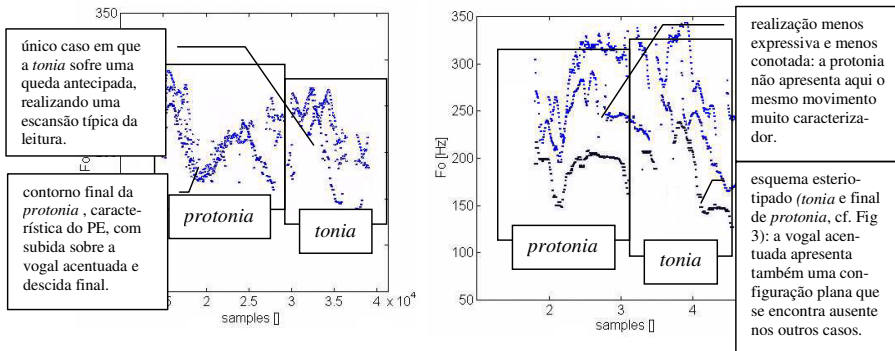 350
único caso em que
a tonia sofre uma
queda antecipada,
realizando uma
escansão típica da
leitura.
contorno final da
protonia , caracte-
rística do PE, com
subida sobre a
vogal acentuada e
descida final.
protonia
tonia
2
2.5
3
3.5
4 x 10
samples []
350
300
250
200
150
100
50
Fo [Hz]
protonia
tonia
2
3
4
samples []
realização menos
expressiva e menos
conotada: a protonia
não apresenta aqui o
mesmo movimento
muito caracteriza-
dor.
esquema esterio-
tipado (tonia e final
de protonia, cf. Fig
3): a vogal acen-
tuada apresenta
também uma con-
figuração plana que
se encontra ausente
nos outros casos.